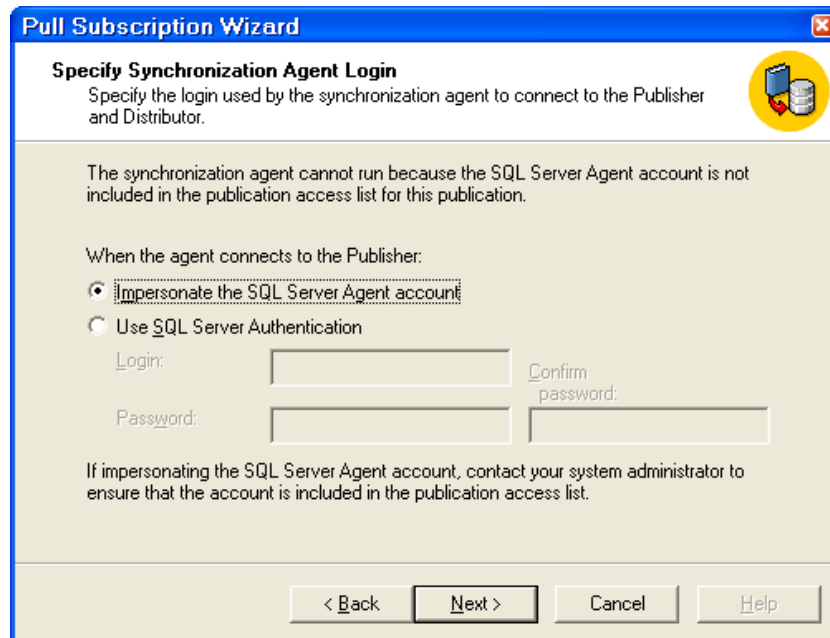 Pull Subscription Wizard
Specify Synchronization Agent Login
Specify the login used by the synchronization agent to connect to the Publisher
and Distributor.
The synchronization agent cannot run because the SQL Server Agent account is not
included in the publication access list for this publication.
When the agent connects to the Publisher:
Impersonate the SQL Server Agent account
Use SQL Server Authentication
Login:
Confirm
password:
Password:
If impersonating the SQL Server Agent account, contact your system administrator to
ensure that the account is included in the publication access list.
< Back Next > Cancel Help